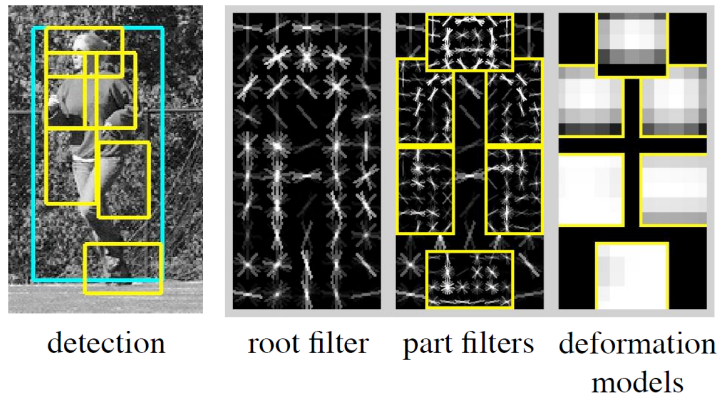 detection
root filter
part filters
deformation
models